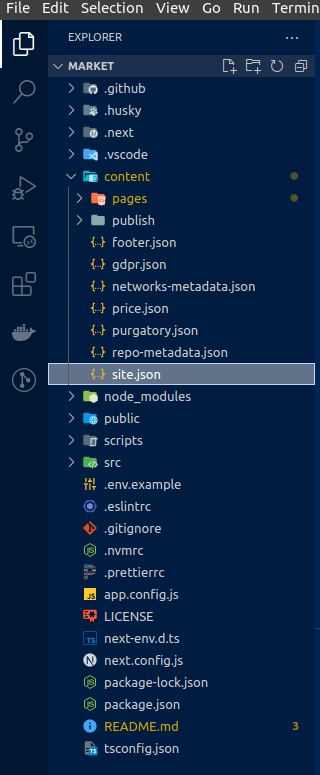 File Edit Selection View Go Run Termin
EXPLORER
MARKET
.github
.husky
.next
.vscode
content
pages
publish
footer.json
gdpr.json
networks-metadata.json
price.json
purgatory.json
repo-metadata.json
site.json
node_modules
public
scripts
src
.env.example
.eslintrc
.gitignore
.nvmrc
.prettierrc
app.config.js
LICENSE
next-env.d.ts
next.config.js
package-lock.json
package.json
README.md 3
tsconfig.json